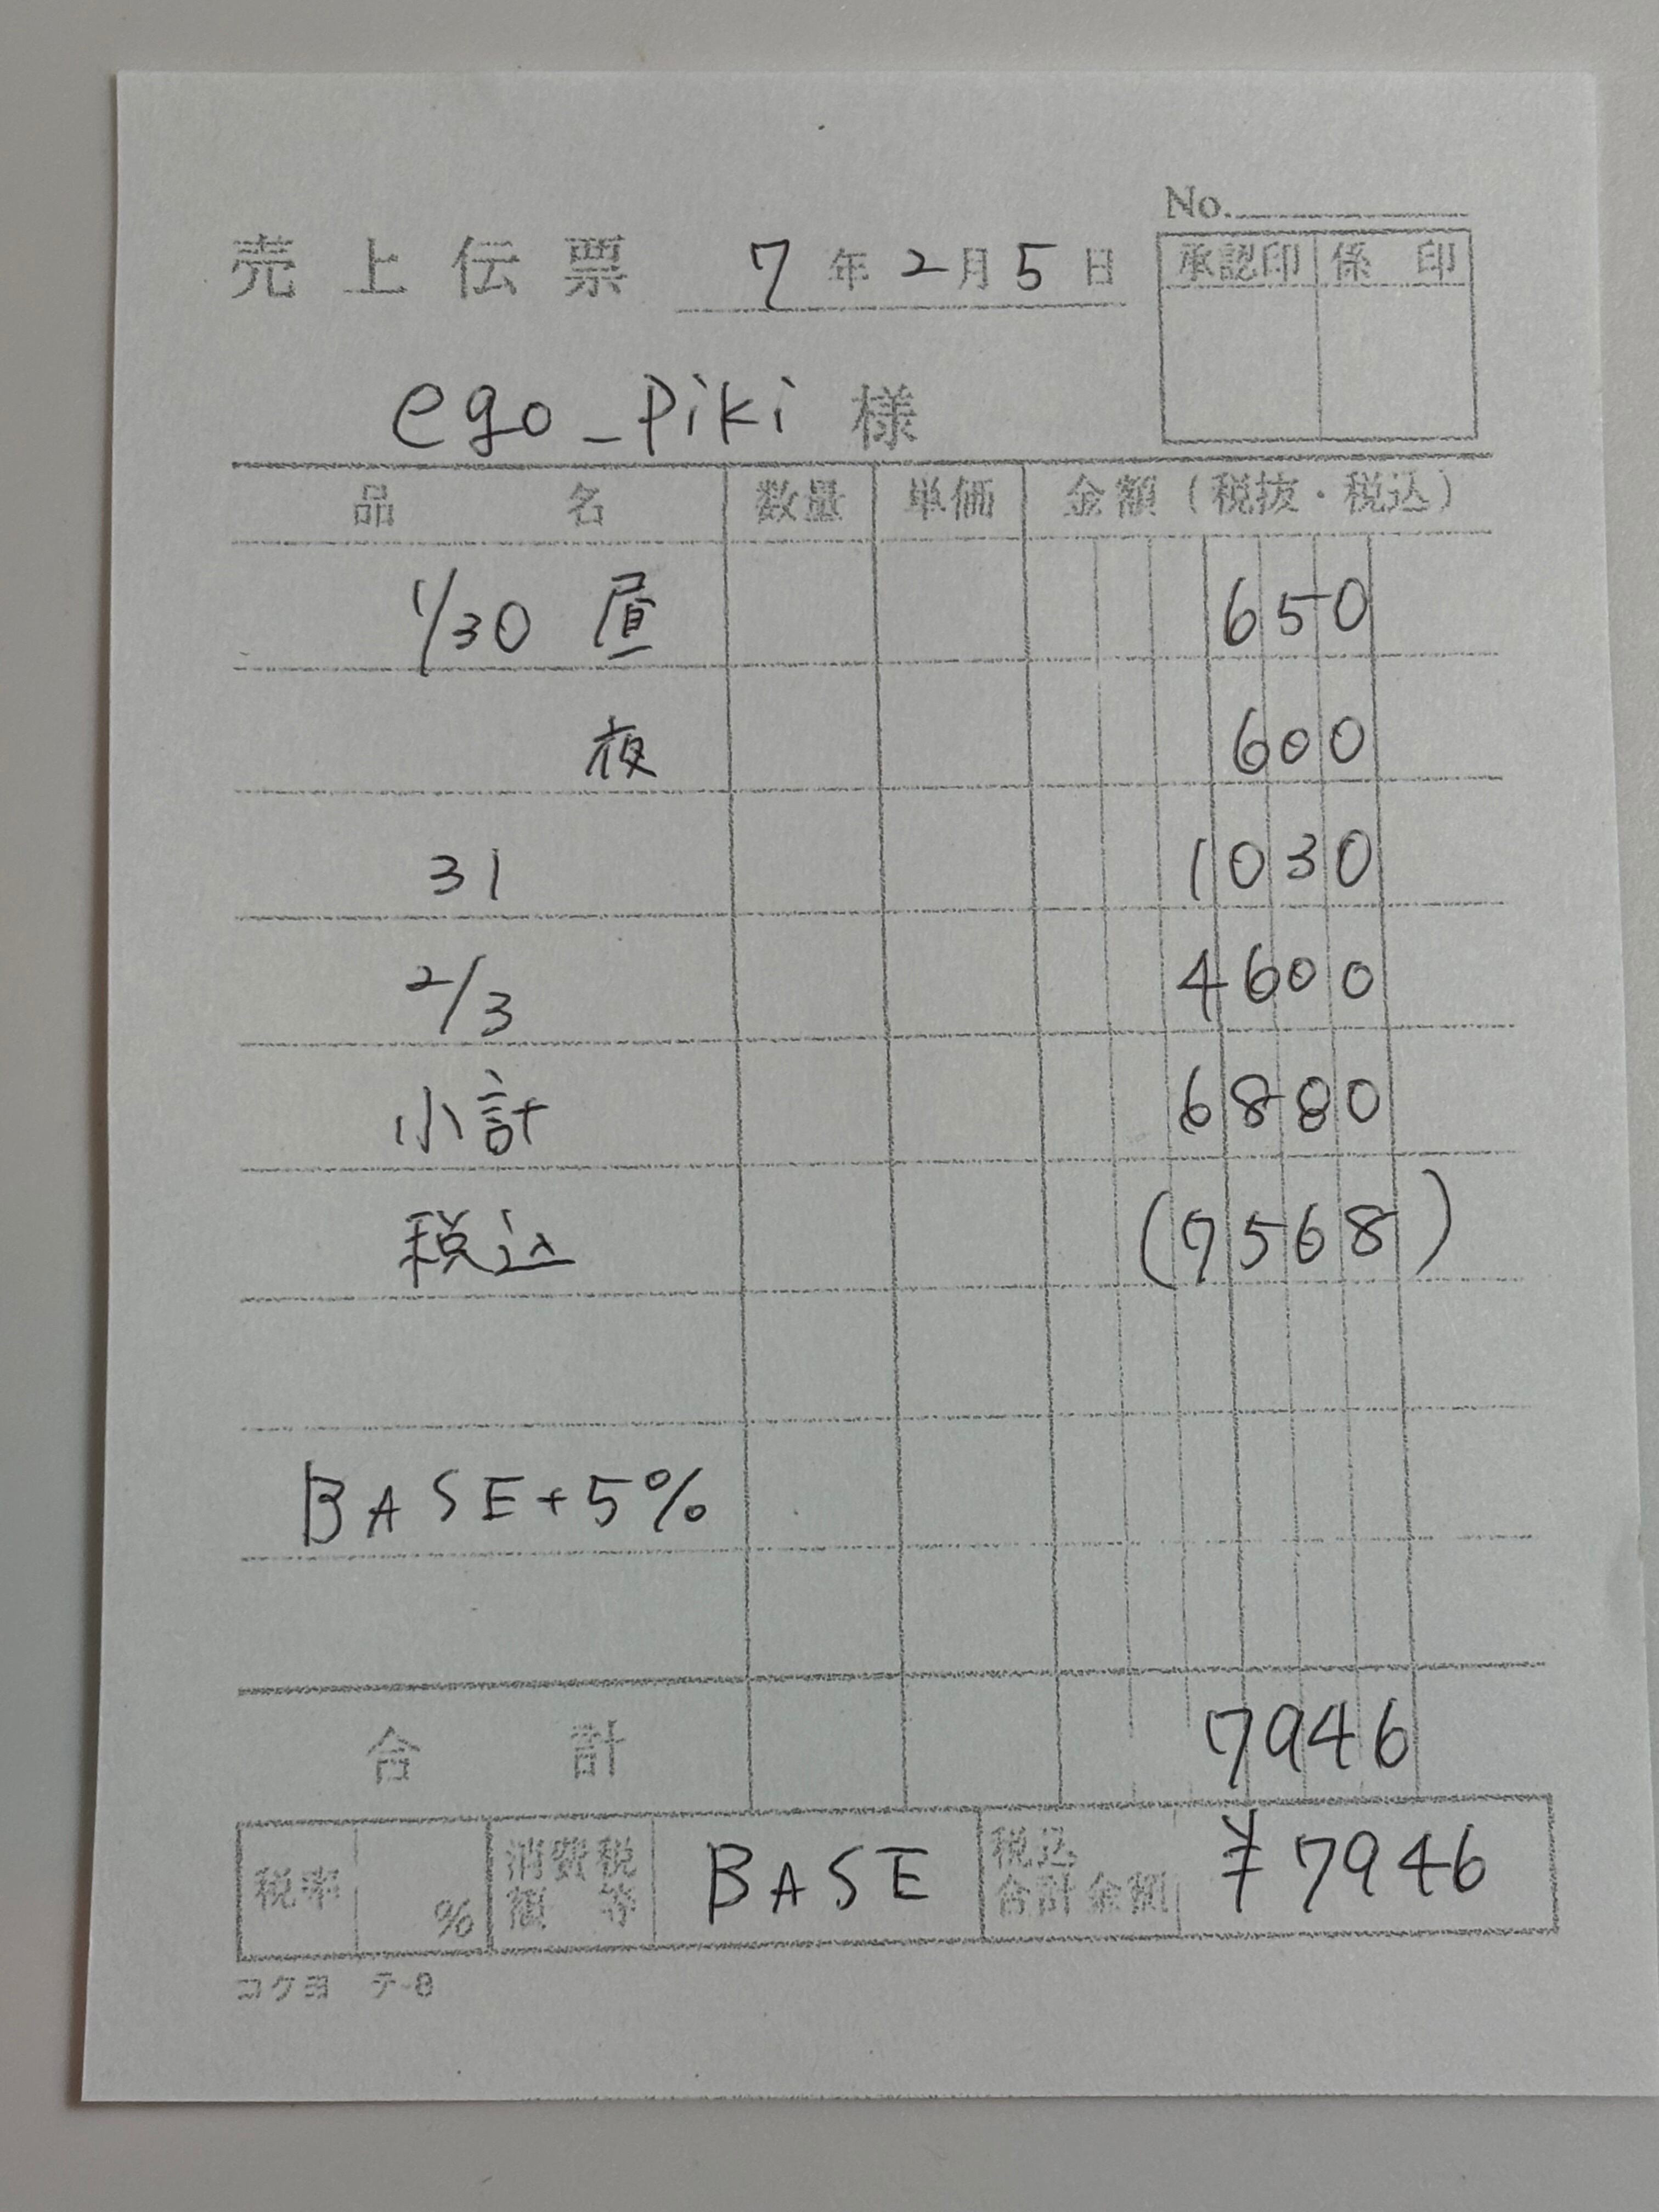 No.
売上伝票 7年2月5日 承認印 係印
ego_piki 様
品名 数量 単価 金額(税抜・税込)
1/30 昼 650
夜 600
31 1030
2/3 4600
小計 6880
税込 (7568)
BASE+5%
合計 7946
税率 % 消費税額等 BASE 税込合計金額 ¥7946
コクヨ テ-8